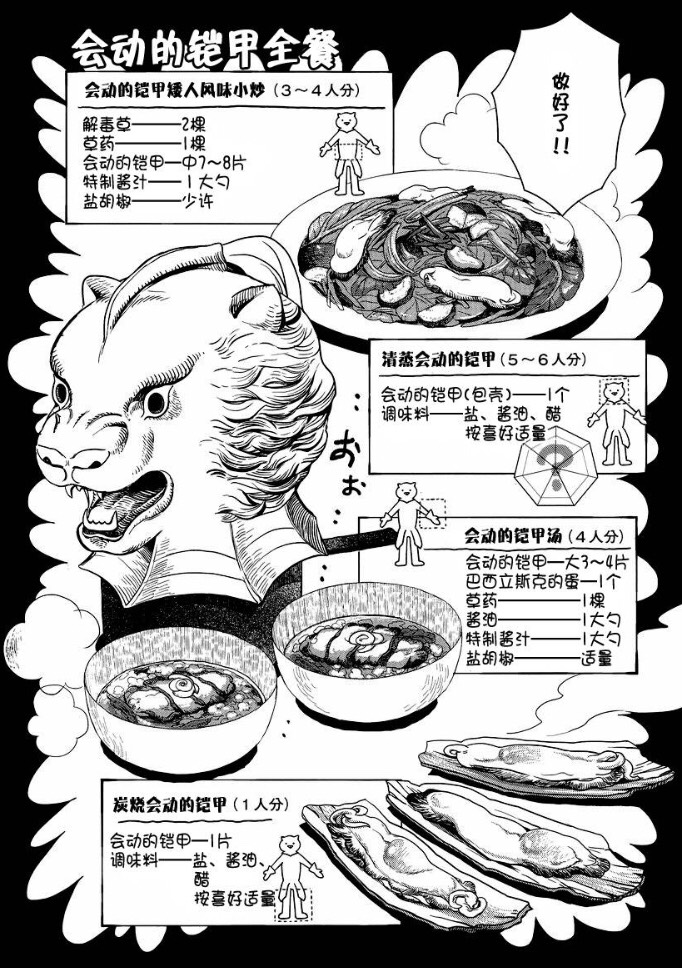 会动的铠甲全餐
做好了!!
会动的铠甲矮人风味小炒(3～4人分)
解毒草——2棵
草药——1棵
会动的铠甲—中7～8片
特制酱汁——1大勺
盐胡椒——少许
清蒸会动的铠甲(5～6人分)
会动的铠甲(包壳)——1个
调味料——盐、酱油、醋
按喜好适量
おぉ…
会动的铠甲汤(4人分)
会动的铠甲—大3～4片
巴西立斯克的蛋—1个
草药————1棵
酱油————1大勺
特制酱汁——1大勺
盐胡椒———适量
炭烧会动的铠甲(1人分)
会动的铠甲—1片
调味料——盐、酱油、
醋
按喜好适量